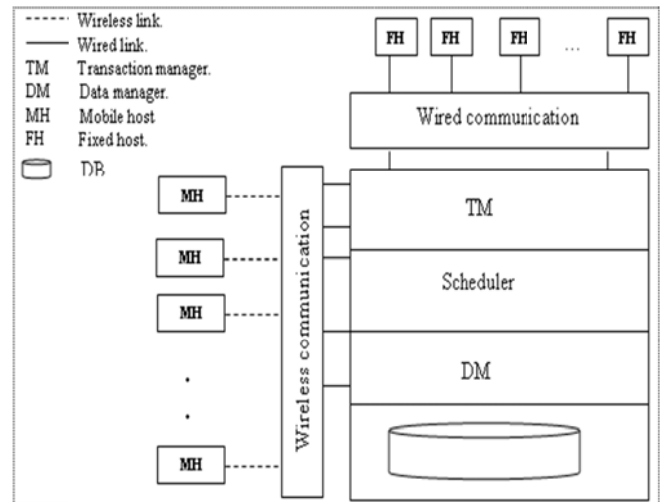 Wireless link.
Wired link.
TM Transaction manager.
DM Data manager.
MH Mobile host
FH Fixed host.
DB
FH FH FH ... FH
Wired communication
TM
Scheduler
DM
Wireless communication
MH
MH
MH
MH